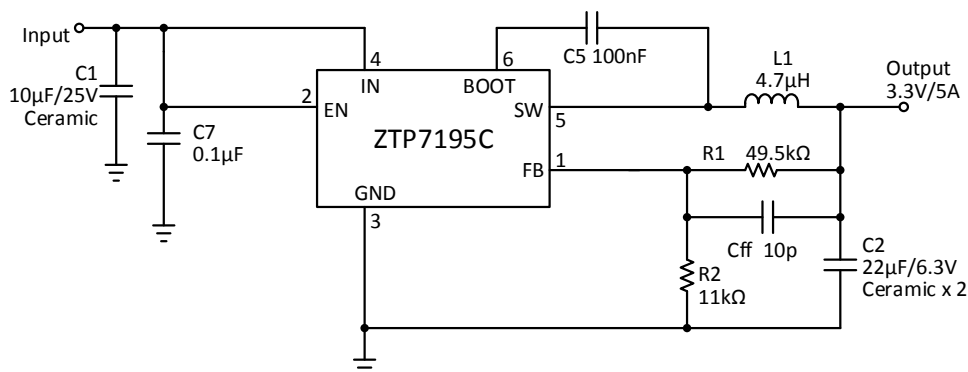 Input
C1
10μF/25V
Ceramic
C7
0.1μF
2
EN
4
IN
6
BOOT
C5 100nF
SW
5
ZTP7195C
FB
1
GND
3
L1
4.7μH
Output
3.3V/5A
R1 49.5kΩ
Cff 10p
R2
11kΩ
C2
22μF/6.3V
Ceramic x 2